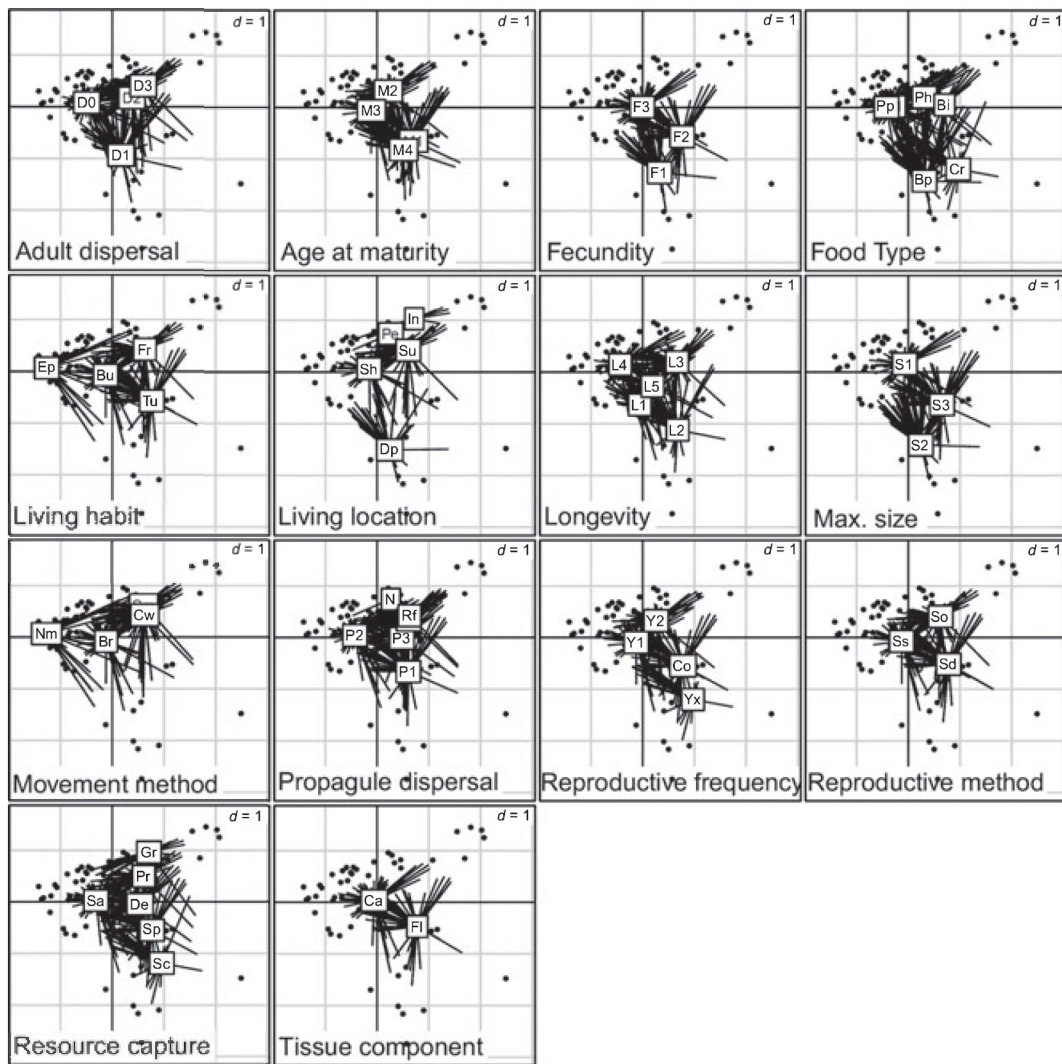 d = 1
D3
D0
D1
Adult dispersal
d = 1
M2
M3
M4
Age at maturity
d = 1
F3
F2
F1
Fecundity
d = 1
Pp
Ph
Bi
Cr
Bp
Food Type
d = 1
Ep
Fr
Bu
Tu
Living habit
d = 1
In
Pe
Su
Sh
Dp
Living location
d = 1
L4
L3
L5
L1
L2
Longevity
d = 1
S1
S3
S2
Max. size
d = 1
Cw
Nm
Br
Movement method
d = 1
N
Rf
P2
P3
P1
Propagule dispersal
d = 1
Y2
Y1
Co
Yx
Reproductive frequency
d = 1
So
Ss
Sd
Reproductive method
d = 1
Gr
Pr
Sa
De
Sp
Sc
Resource capture
d = 1
Ca
Fl
Tissue component